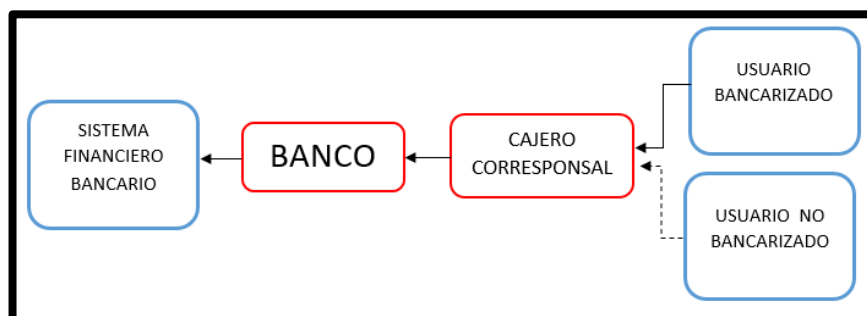 SISTEMA
FINANCIERO
BANCARIO
BANCO
CAJERO
CORRESPONSAL
USUARIO
BANCARIZADO
USUARIO NO
BANCARIZADO